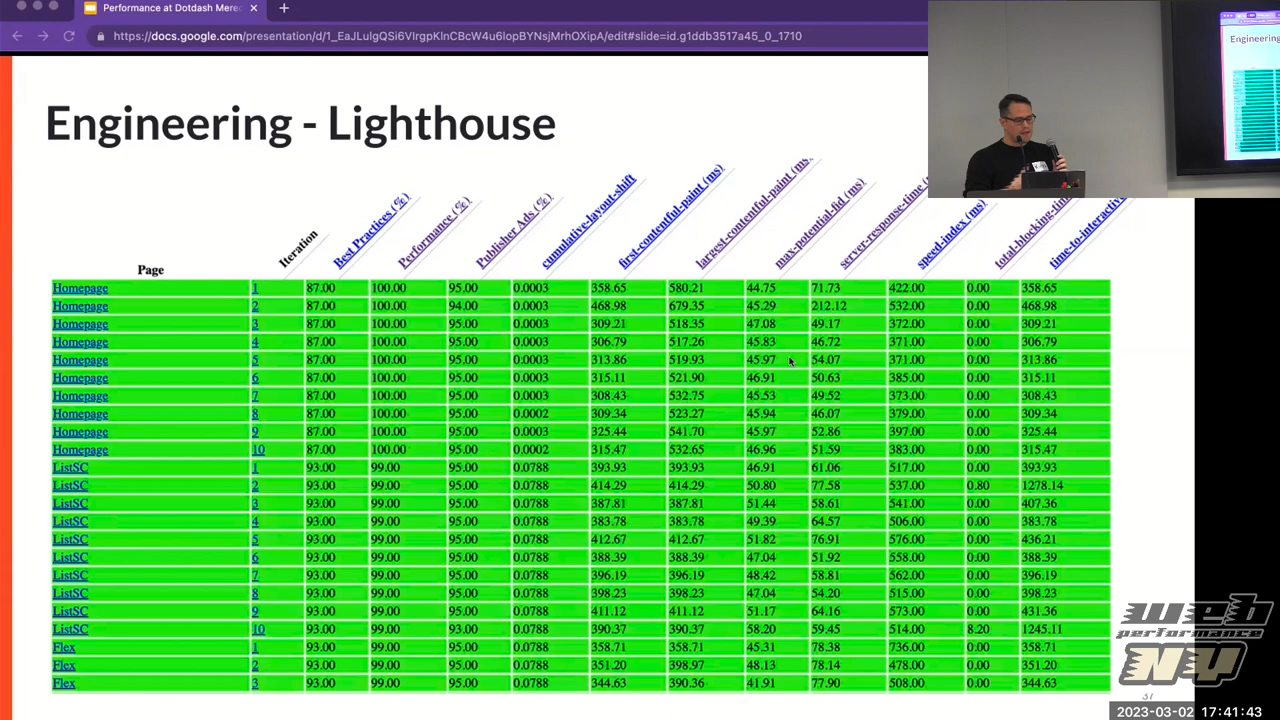 Performance at Dotdash Mere
https://docs.google.com/presentation/d/1_EaJLulgQSi6VlrgpKlnCBcW4u6lopBYNsjMrhOXipA/edit#slide=id.g1ddb3517a45_0_1710
Engineering
Engineering - Lighthouse
Page Iteration Best Practices (%) Performance (%) Publisher Ads (%) cumulative-layout-shift first-contentful-paint (ms) largest-contentful-paint (ms) max-potential-fid (ms) server-response-time speed-index (ms) total-blocking-tim time-to-interactive
Homepage 1 87.00 100.00 95.00 0.0003 358.65 580.21 44.75 71.73 422.00 0.00 358.65
Homepage 2 87.00 100.00 94.00 0.0003 468.98 679.35 45.29 212.12 532.00 0.00 468.98
Homepage 3 87.00 100.00 95.00 0.0003 309.21 518.35 47.08 49.17 372.00 0.00 309.21
Homepage 4 87.00 100.00 95.00 0.0003 306.79 517.26 45.83 46.72 371.00 0.00 306.79
Homepage 5 87.00 100.00 95.00 0.0003 313.86 519.93 45.97 54.07 371.00 0.00 313.86
Homepage 6 87.00 100.00 95.00 0.0003 315.11 521.90 46.91 50.63 385.00 0.00 315.11
Homepage 7 87.00 100.00 95.00 0.0003 308.43 532.75 45.53 49.52 373.00 0.00 308.43
Homepage 8 87.00 100.00 95.00 0.0002 309.34 523.27 45.94 46.07 379.00 0.00 309.34
Homepage 9 87.00 100.00 95.00 0.0003 325.44 541.70 45.97 52.86 397.00 0.00 325.44
Homepage 10 87.00 100.00 95.00 0.0002 315.47 532.65 46.96 51.59 383.00 0.00 315.47
ListSC 1 93.00 99.00 95.00 0.0788 393.93 393.93 46.91 61.06 517.00 0.00 393.93
ListSC 2 93.00 99.00 95.00 0.0788 414.29 414.29 50.80 77.58 537.00 0.80 1278.14
ListSC 3 93.00 99.00 95.00 0.0788 387.81 387.81 51.44 58.61 541.00 0.00 407.36
ListSC 4 93.00 99.00 95.00 0.0788 383.78 383.78 49.39 64.57 506.00 0.00 383.78
ListSC 5 93.00 99.00 95.00 0.0788 412.67 412.67 51.82 76.91 576.00 0.00 436.21
ListSC 6 93.00 99.00 95.00 0.0788 388.39 388.39 47.04 51.92 558.00 0.00 388.39
ListSC 7 93.00 99.00 95.00 0.0788 396.19 396.19 48.42 58.81 562.00 0.00 396.19
ListSC 8 93.00 99.00 95.00 0.0788 398.23 398.23 47.04 54.20 515.00 0.00 398.23
ListSC 9 93.00 99.00 95.00 0.0788 411.12 411.12 51.17 64.16 573.00 0.00 431.36
ListSC 10 93.00 99.00 93.00 0.0788 390.37 390.37 58.20 59.45 514.00 8.20 1245.11
Flex 1 93.00 99.00 95.00 0.0788 358.71 358.71 45.31 78.38 736.00 0.00 358.71
Flex 2 93.00 99.00 95.00 0.0788 351.20 398.97 48.13 78.14 478.00 0.00 351.20
Flex 3 93.00 99.00 95.00 0.0788 344.63 390.36 41.91 77.90 508.00 0.00 344.63
web
performance
NY
2023-03-02 17:41:43